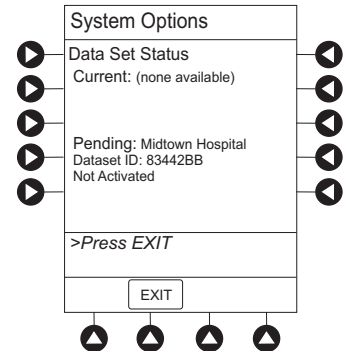 System Options
Data Set Status
Current: (none available)
Pending: Midtown Hospital
Dataset ID: 83442BB
Not Activated
>Press EXIT
EXIT